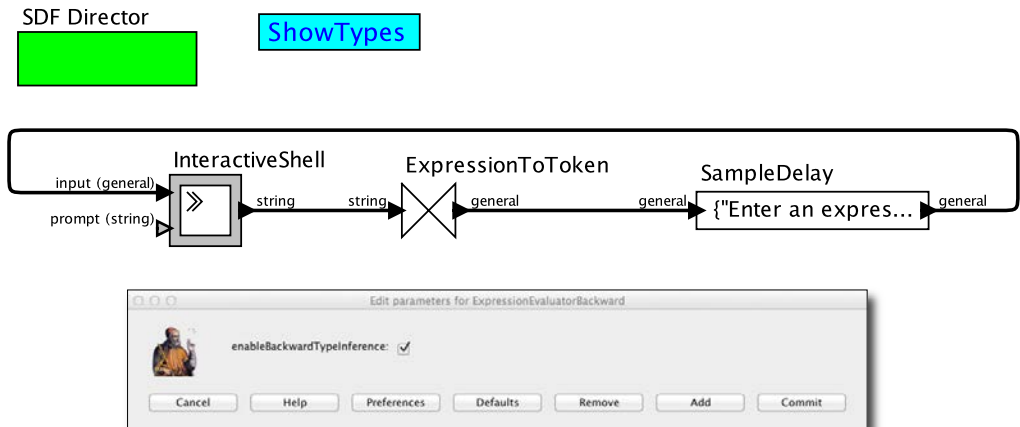 SDF Director
ShowTypes
InteractiveShell
ExpressionToToken
SampleDelay
input (general)
prompt (string)
string
string
general
general
{"Enter an expres...
general
Edit parameters for ExpressionEvaluatorBackward
enableBackwardTypeInference:
Cancel Help Preferences Defaults Remove Add Commit